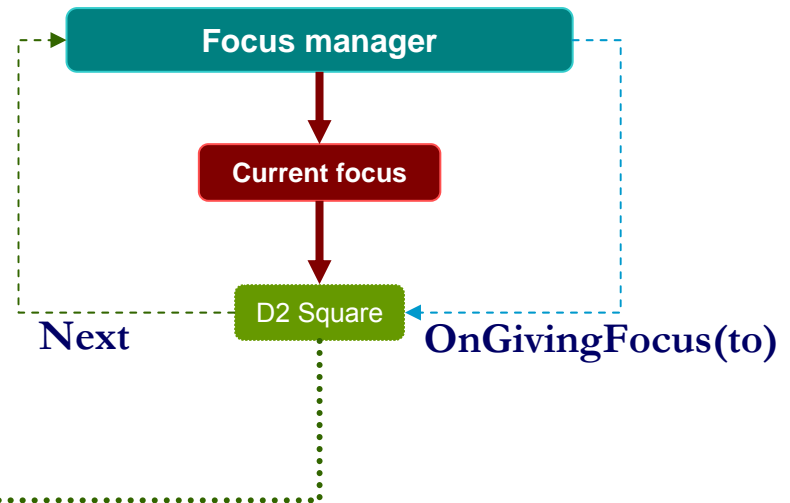 Focus manager
Current focus
D2 Square
Next
OnGivingFocus(to)